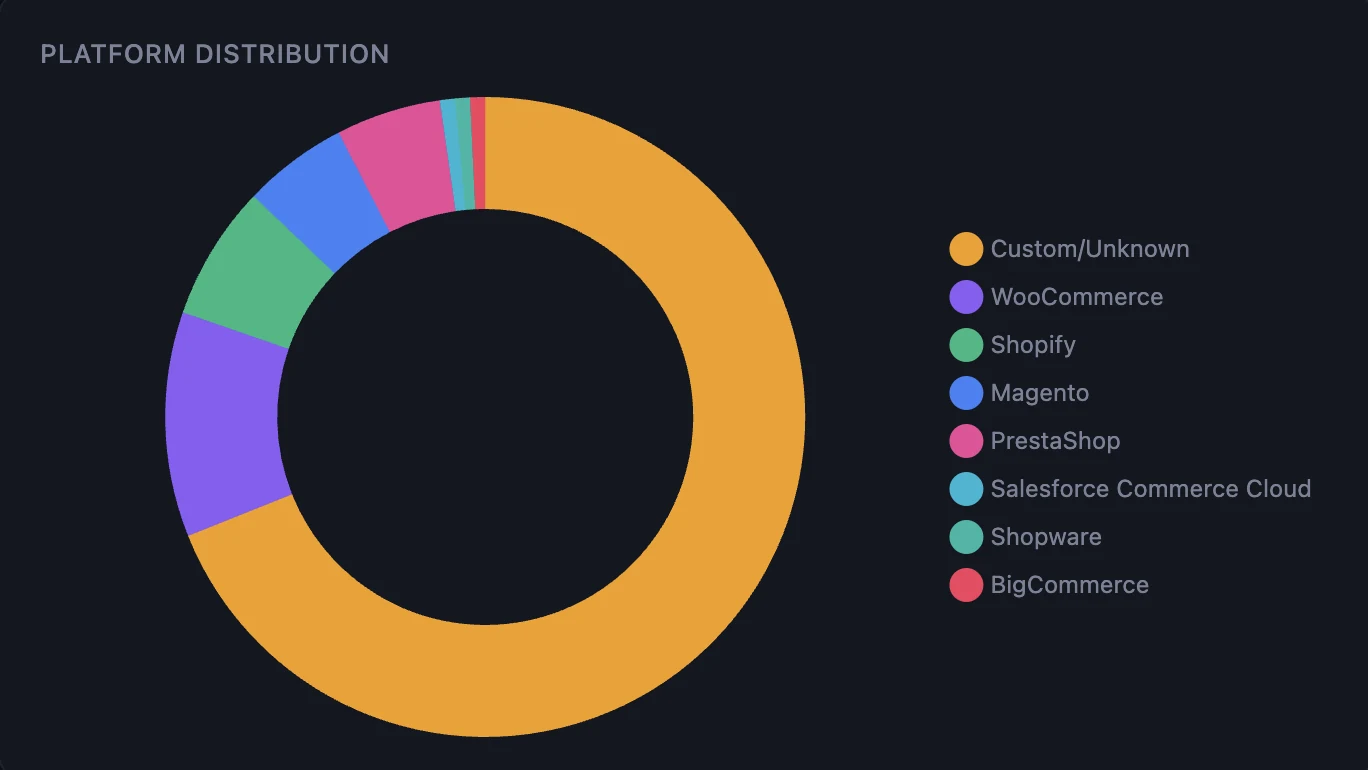 PLATFORM DISTRIBUTION
Custom/Unknown
WooCommerce
Shopify
Magento
PrestaShop
Salesforce Commerce Cloud
Shopware
BigCommerce